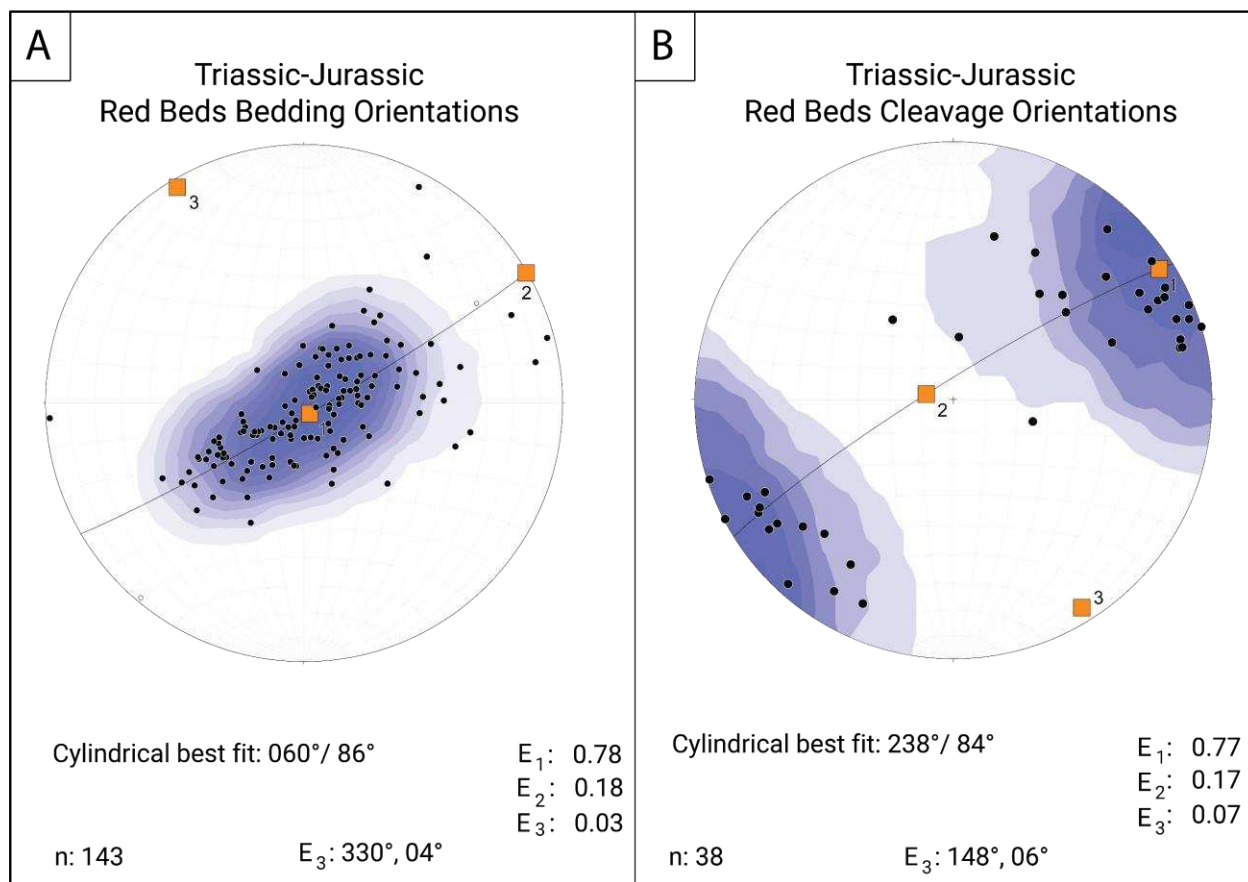 A
Triassic-Jurassic
Red Beds Bedding Orientations
3
2
Cylindrical best fit: 060°/ 86°
E1: 0.78
E2: 0.18
E3: 0.03
n: 143
E3: 330°, 04°
B
Triassic-Jurassic
Red Beds Cleavage Orientations
1
2
3
Cylindrical best fit: 238°/ 84°
E1: 0.77
E2: 0.17
E3: 0.07
n: 38
E3: 148°, 06°